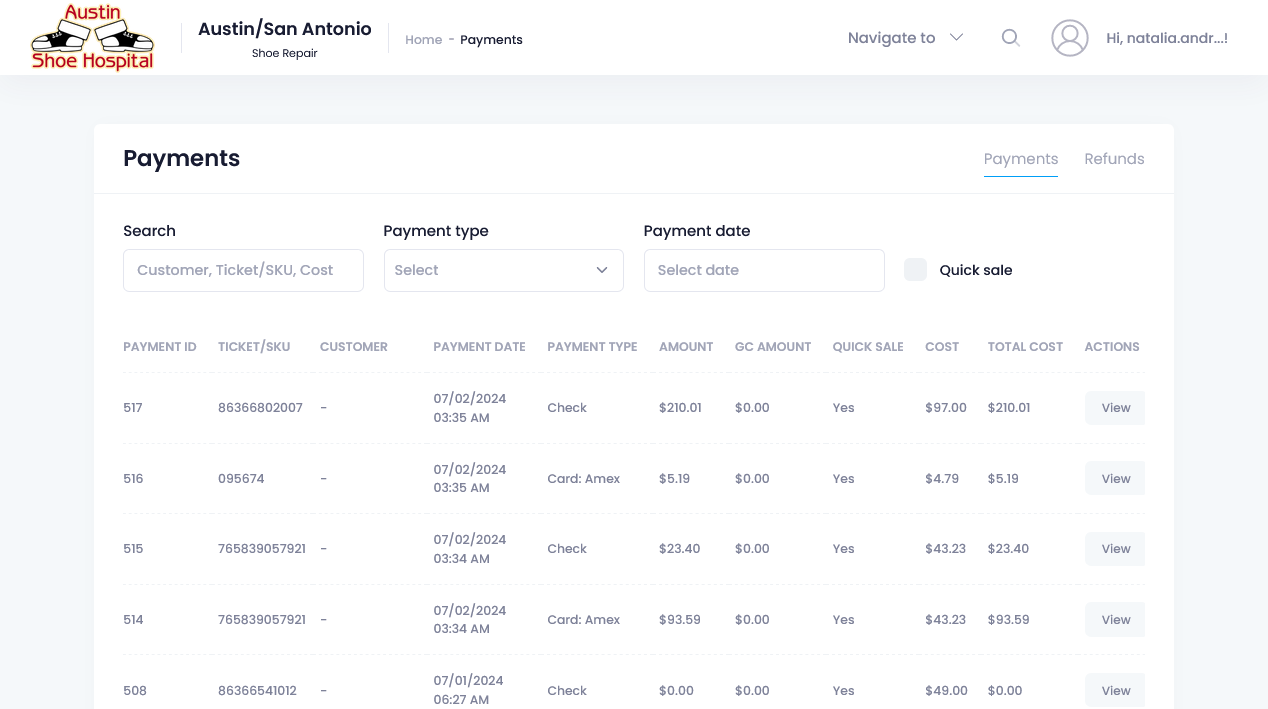 Austin
Shoe Hospital
Austin/San Antonio
Shoe Repair
Home - Payments
Navigate to
Hi, natalia.andr...!
Payments
Payments Refunds
Search Payment type Payment date
Customer, Ticket/SKU, Cost Select Select date Quick sale
PAYMENT ID TICKET/SKU CUSTOMER PAYMENT DATE PAYMENT TYPE AMOUNT GC AMOUNT QUICK SALE COST TOTAL COST ACTIONS
517 86366802007 - 07/02/2024 03:35 AM Check $210.01 $0.00 Yes $97.00 $210.01 View
516 095674 - 07/02/2024 03:35 AM Card: Amex $5.19 $0.00 Yes $4.79 $5.19 View
515 765839057921 - 07/02/2024 03:34 AM Check $23.40 $0.00 Yes $43.23 $23.40 View
514 765839057921 - 07/02/2024 03:34 AM Card: Amex $93.59 $0.00 Yes $43.23 $93.59 View
508 86366541012 - 07/01/2024 06:27 AM Check $0.00 $0.00 Yes $49.00 $0.00 View